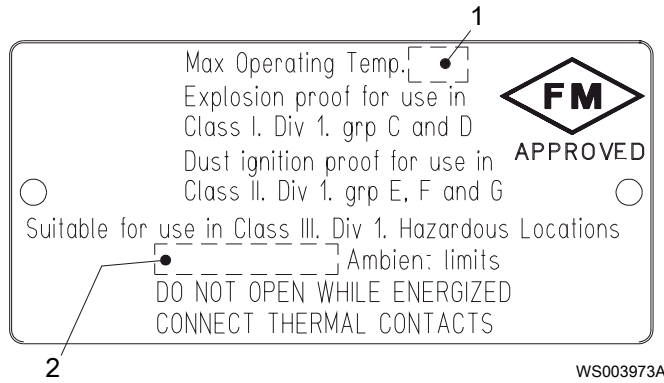 1
Max Operating Temp.
Explosion proof for use in
Class I. Div 1. grp C and D
FM
APPROVED
Dust ignition proof for use in
Class II. Div 1. grp E, F and G
Suitable for use in Class III. Div 1. Hazardous Locations
Ambien: limits
DO NOT OPEN WHILE ENERGIZED
CONNECT THERMAL CONTACTS
2
WS003973A